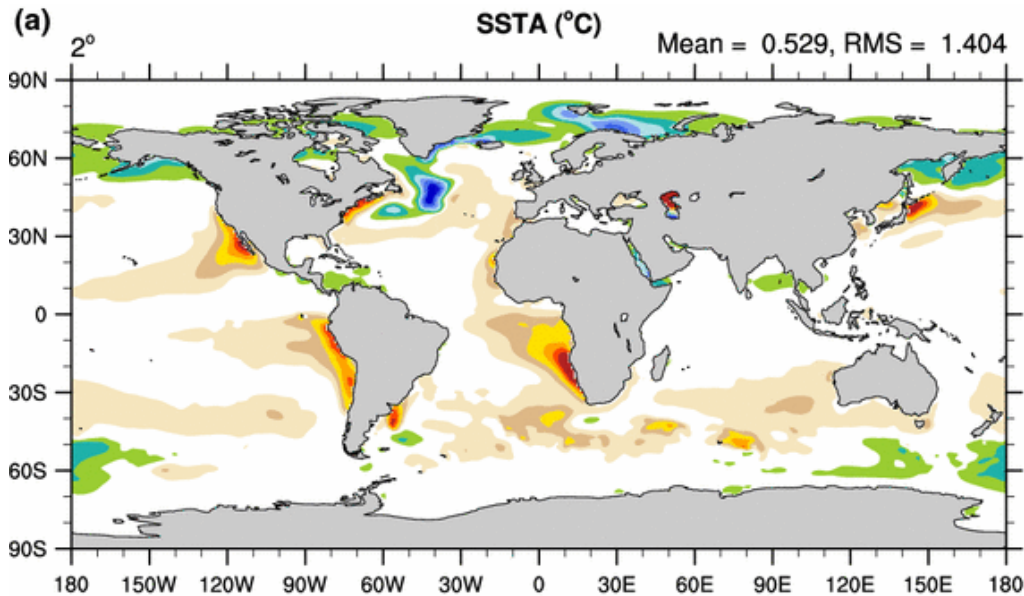 (a)
SSTA (°C)
2°
Mean = 0.529, RMS = 1.404
90N
60N
30N
0
30S
60S
90S
180 150W 120W 90W 60W 30W 0 30E 60E 90E 120E 150E 180